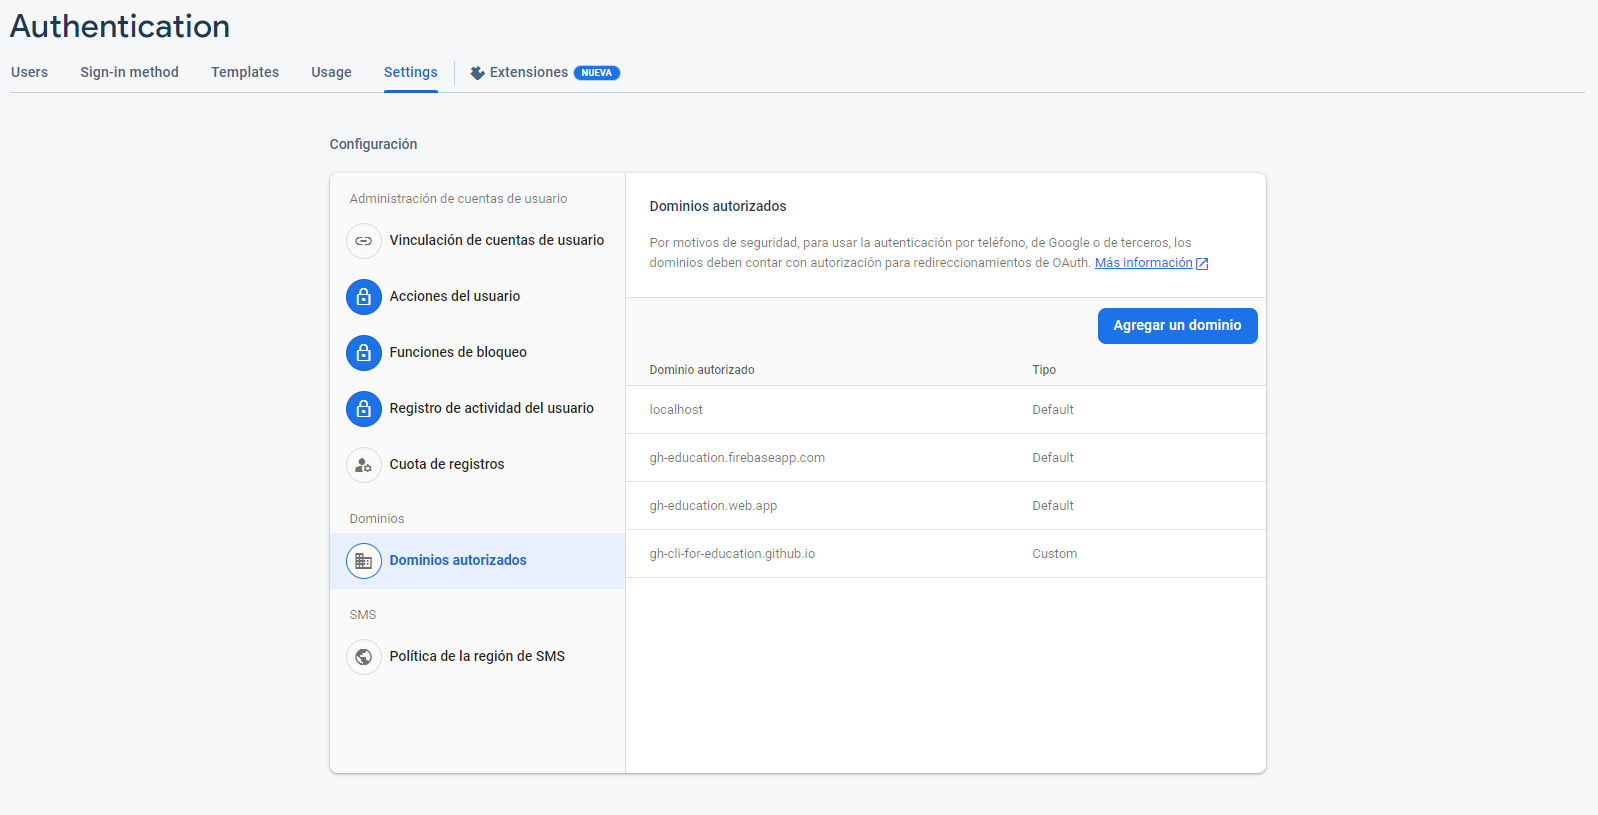 Authentication
Users Sign-in method Templates Usage Settings Extensiones NUEVA
Configuración
Administración de cuentas de usuario
Vinculación de cuentas de usuario
Acciones del usuario
Funciones de bloqueo
Registro de actividad del usuario
Cuota de registros
Dominios
Dominios autorizados
SMS
Política de la región de SMS
Dominios autorizados
Por motivos de seguridad, para usar la autenticación por teléfono, de Google o de terceros, los
dominios deben contar con autorización para redireccionamientos de OAuth. Más información
Agregar un dominio
Dominio autorizado Tipo
localhost Default
gh-education.firebaseapp.com Default
gh-education.web.app Default
gh-cli-for-education.github.io Custom